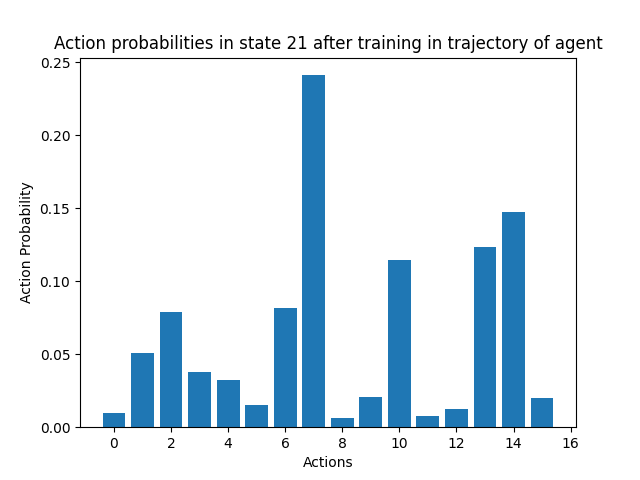 Action probabilities in state 21 after training in trajectory of agent
0.25
0.20
0.15
0.10
0.05
0.00
Action Probability
0 2 4 6 8 10 12 14 16
Actions